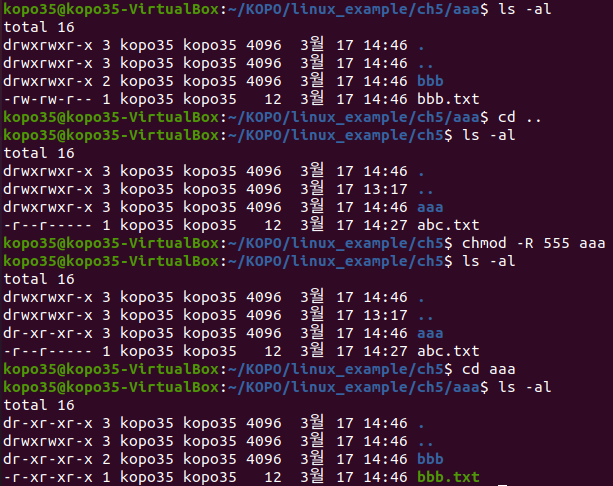 kopo35@kopo35-VirtualBox:~/KOPO/linux_example/ch5/aaa$ ls -al
total 16
drwxrwxr-x 3 kopo35 kopo35 4096  3월 17 14:46 .
drwxrwxr-x 3 kopo35 kopo35 4096  3월 17 14:46 ..
drwxrwxr-x 2 kopo35 kopo35 4096  3월 17 14:46 bbb
-rw-rw-r-- 1 kopo35 kopo35   12  3월 17 14:46 bbb.txt
kopo35@kopo35-VirtualBox:~/KOPO/linux_example/ch5/aaa$ cd ..
kopo35@kopo35-VirtualBox:~/KOPO/linux_example/ch5$ ls -al
total 16
drwxrwxr-x 3 kopo35 kopo35 4096  3월 17 14:46 .
drwxrwxr-x 3 kopo35 kopo35 4096  3월 17 13:17 ..
drwxrwxr-x 3 kopo35 kopo35 4096  3월 17 14:46 aaa
-r--r----- 1 kopo35 kopo35   12  3월 17 14:27 abc.txt
kopo35@kopo35-VirtualBox:~/KOPO/linux_example/ch5$ chmod -R 555 aaa
kopo35@kopo35-VirtualBox:~/KOPO/linux_example/ch5$ ls -al
total 16
drwxrwxr-x 3 kopo35 kopo35 4096  3월 17 14:46 .
drwxrwxr-x 3 kopo35 kopo35 4096  3월 17 13:17 ..
dr-xr-xr-x 3 kopo35 kopo35 4096  3월 17 14:46 aaa
-r--r----- 1 kopo35 kopo35   12  3월 17 14:27 abc.txt
kopo35@kopo35-VirtualBox:~/KOPO/linux_example/ch5$ cd aaa
kopo35@kopo35-VirtualBox:~/KOPO/linux_example/ch5/aaa$ ls -al
total 16
dr-xr-xr-x 3 kopo35 kopo35 4096  3월 17 14:46 .
drwxrwxr-x 3 kopo35 kopo35 4096  3월 17 14:46 ..
dr-xr-xr-x 2 kopo35 kopo35 4096  3월 17 14:46 bbb
-r-xr-xr-x 1 kopo35 kopo35   12  3월 17 14:46 bbb.txt